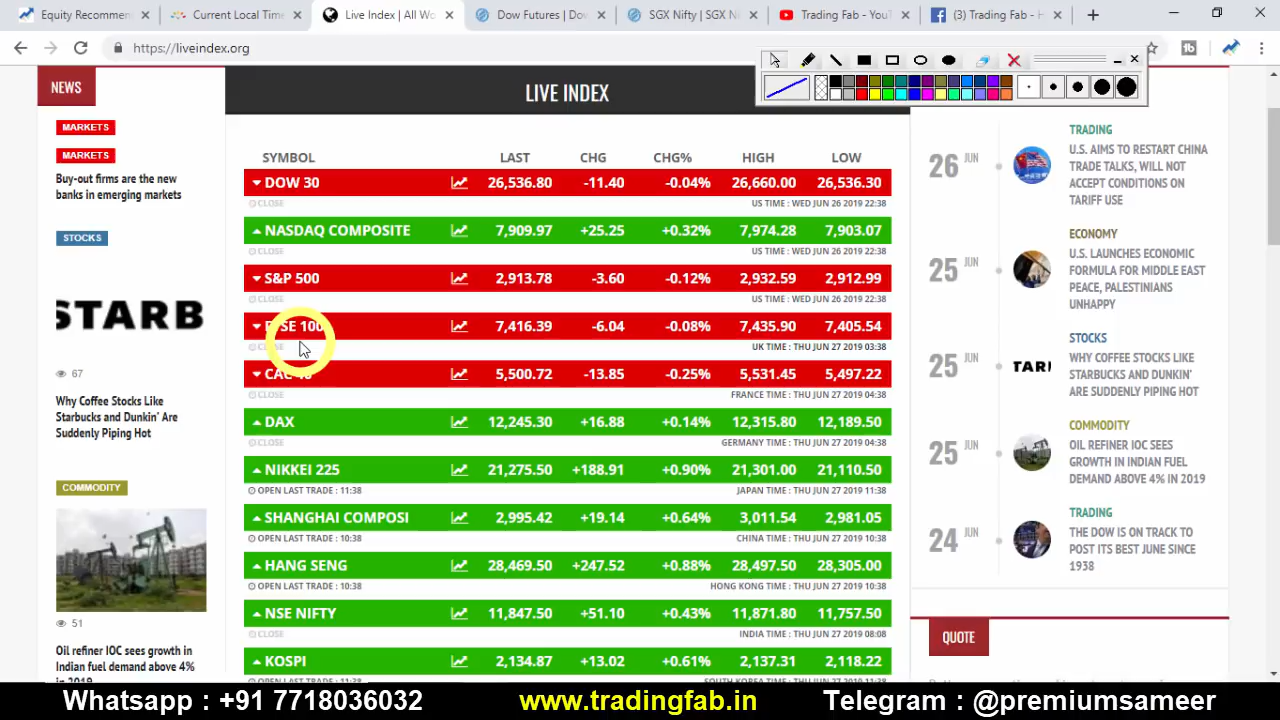 Equity Recommen
Current Local Time
Live Index | All Wo
Dow Futures | Dow
SGX Nifty | SGX N
Trading Fab - YouT
(3) Trading Fab - H
https://liveindex.org
NEWS
MARKETS
MARKETS
Buy-out firms are the new
banks in emerging markets
STOCKS
STARB
67
Why Coffee Stocks Like
Starbucks and Dunkin' Are
Suddenly Piping Hot
COMMODITY
51
Oil refiner IOC sees growth in
Indian fuel demand above 4%
in 2019
LIVE INDEX
SYMBOL LAST CHG CHG% HIGH LOW
DOW 30 26,536.80 -11.40 -0.04% 26,660.00 26,536.30
CLOSE US TIME : WED JUN 26 2019 22:38
NASDAQ COMPOSITE 7,909.97 +25.25 +0.32% 7,974.28 7,903.07
CLOSE US TIME : WED JUN 26 2019 22:38
S&P 500 2,913.78 -3.60 -0.12% 2,932.59 2,912.99
CLOSE US TIME : WED JUN 26 2019 22:38
FTSE 100 7,416.39 -6.04 -0.08% 7,435.90 7,405.54
CLOSE UK TIME : THU JUN 27 2019 03:38
CAC 40 5,500.72 -13.85 -0.25% 5,531.45 5,497.22
CLOSE FRANCE TIME : THU JUN 27 2019 04:38
DAX 12,245.30 +16.88 +0.14% 12,315.80 12,189.50
CLOSE GERMANY TIME : THU JUN 27 2019 04:38
NIKKEI 225 21,275.50 +188.91 +0.90% 21,301.00 21,110.50
OPEN LAST TRADE : 11:38 JAPAN TIME : THU JUN 27 2019 11:38
SHANGHAI COMPOSI 2,995.42 +19.14 +0.64% 3,011.54 2,981.05
OPEN LAST TRADE : 10:38 CHINA TIME : THU JUN 27 2019 10:38
HANG SENG 28,469.50 +247.52 +0.88% 28,497.50 28,305.00
OPEN LAST TRADE : 10:38 HONG KONG TIME : THU JUN 27 2019 10:38
NSE NIFTY 11,847.50 +51.10 +0.43% 11,871.80 11,757.50
CLOSE INDIA TIME : THU JUN 27 2019 08:08
KOSPI 2,134.87 +13.02 +0.61% 2,137.31 2,118.22
26 JUN
TRADING
U.S. AIMS TO RESTART CHINA
TRADE TALKS, WILL NOT
ACCEPT CONDITIONS ON
TARIFF USE
25 JUN
ECONOMY
U.S. LAUNCHES ECONOMIC
FORMULA FOR MIDDLE EAST
PEACE, PALESTINIANS
UNHAPPY
25 JUN
TARB
STOCKS
WHY COFFEE STOCKS LIKE
STARBUCKS AND DUNKIN' ARE
SUDDENLY PIPING HOT
25 JUN
COMMODITY
OIL REFINER IOC SEES
GROWTH IN INDIAN FUEL
DEMAND ABOVE 4% IN 2019
24 JUN
TRADING
THE DOW IS ON TRACK TO
POST ITS BEST JUNE SINCE
1938
QUOTE
Whatsapp : +91 7718036032 www.tradingfab.in Telegram : @premiumsameer